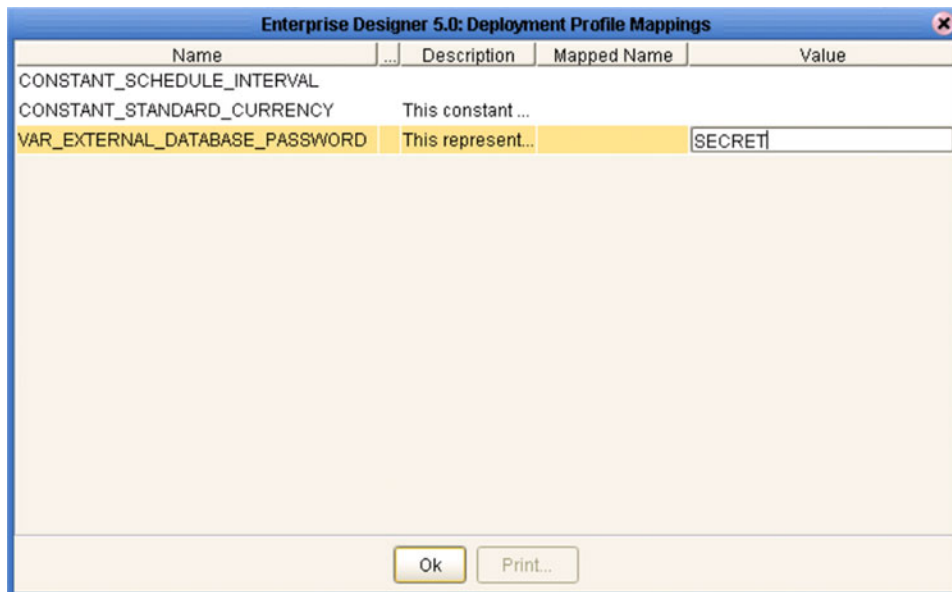 Enterprise Designer 5.0: Deployment Profile Mappings
Name ... Description Mapped Name Value
CONSTANT_SCHEDULE_INTERVAL
CONSTANT_STANDARD_CURRENCY This constant ...
VAR_EXTERNAL_DATABASE_PASSWORD This represent... SECRET
Ok Print...